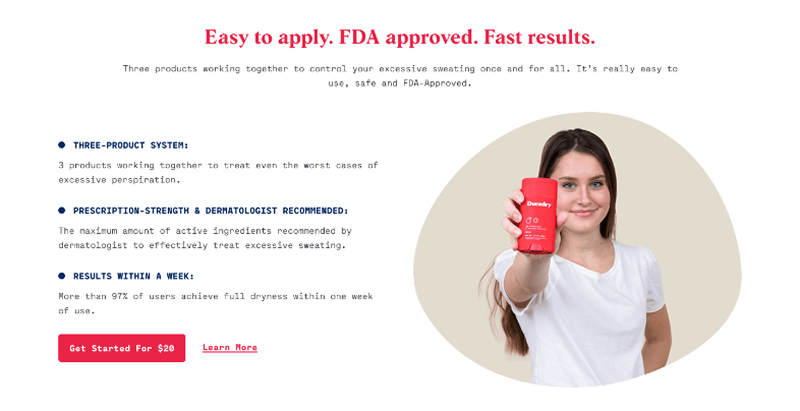 Easy to apply. FDA approved. Fast results.
Three products working together to control your excessive sweating once and for all. It's really easy to
use, safe and FDA-Approved.
THREE-PRODUCT SYSTEM:
3 products working together to treat even the worst cases of
excessive perspiration.
PRESCRIPTION-STRENGTH & DERMATOLOGIST RECOMMENDED:
The maximum amount of active ingredients recommended by
dermatologist to effectively treat excessive sweating.
RESULTS WITHIN A WEEK:
More than 97% of users achieve full dryness within one week
of use.
Get Started For $20
Learn More
Duradry